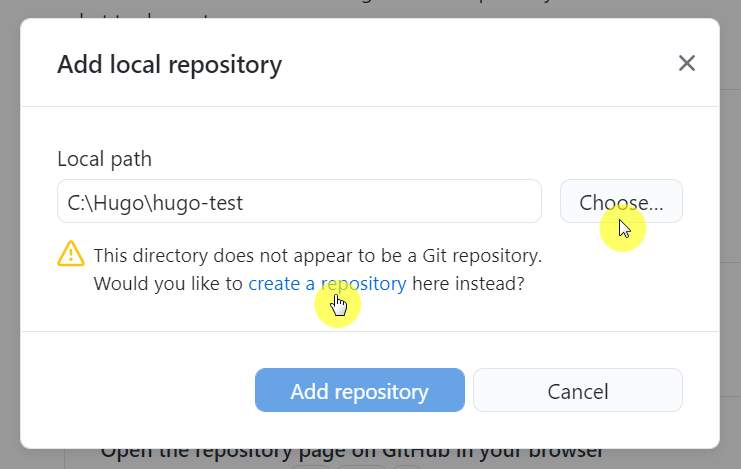 Add local repository
Local path
C:\Hugo\hugo-test
Choose...
This directory does not appear to be a Git repository.
Would you like to create a repository here instead?
Add repository
Cancel
Open the repository page on GitHub in your browser